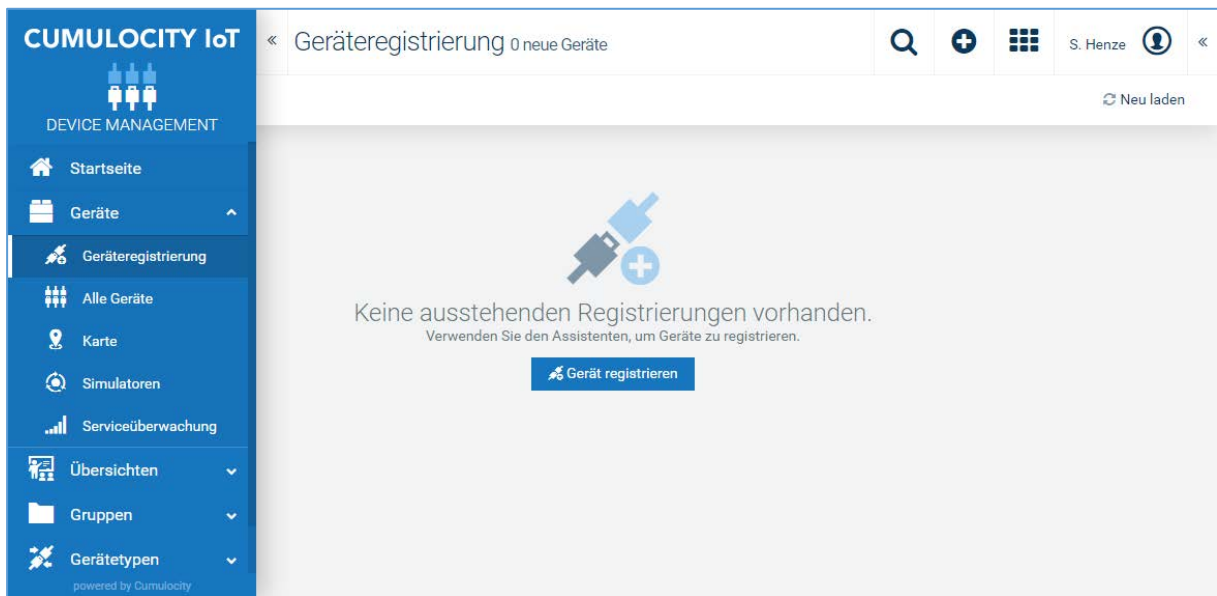 CUMULOCITY IoT
DEVICE MANAGEMENT
Startseite
Geräte
Geräteregistrierung
Alle Geräte
Karte
Simulatoren
Serviceüberwachung
Übersichten
Gruppen
Gerätetypen
powered by Cumulocity
« Geräteregistrierung 0 neue Geräte
S. Henze «
Neu laden
Keine ausstehenden Registrierungen vorhanden.
Verwenden Sie den Assistenten, um Geräte zu registrieren.
Gerät registrieren